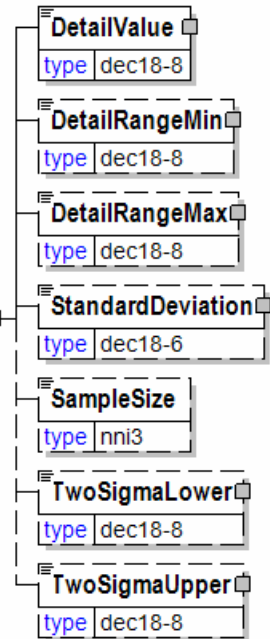 DetailValue
type dec18-8
DetailRangeMin
type dec18-8
DetailRangeMax
type dec18-8
StandardDeviation
type dec18-6
SampleSize
type nni3
TwoSigmaLower
type dec18-8
TwoSigmaUpper
type dec18-8